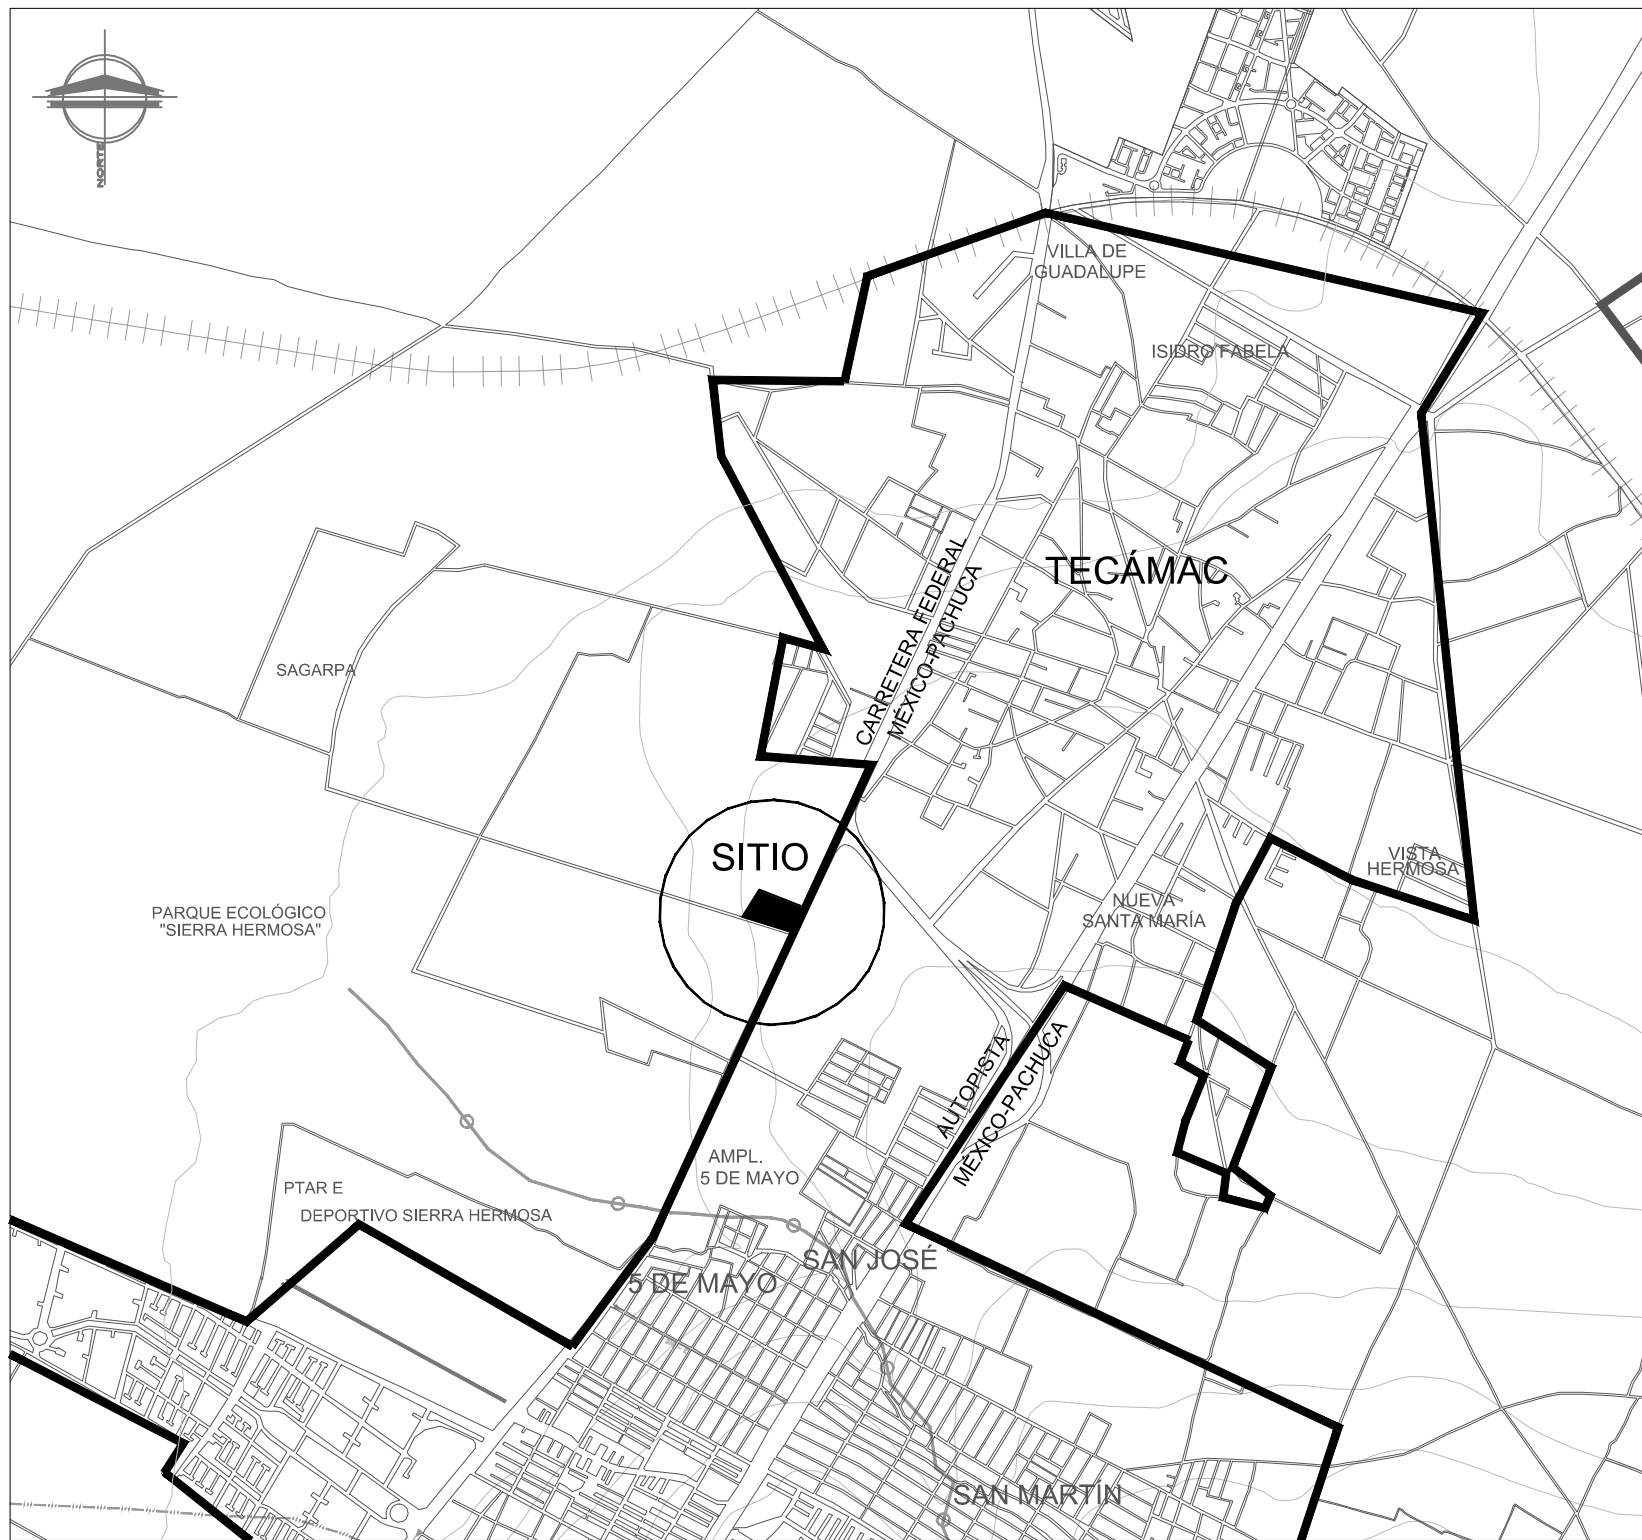 NORTE
VILLA DE
GUADALUPE
ISIDRO FABELA
TECÁMAC
CARRETERA FEDERAL
MÉXICO-PACHUCA
SAGARPA
SITIO
VISTA
HERMOSA
NUEVA
SANTA MARÍA
PARQUE ECOLÓGICO
"SIERRA HERMOSA"
AUTOPISTA
MÉXICO-PACHUCA
AMPL.
5 DE MAYO
PTAR E
DEPORTIVO SIERRA HERMOSA
SAN JOSÉ
5 DE MAYO
SAN MARTÍN